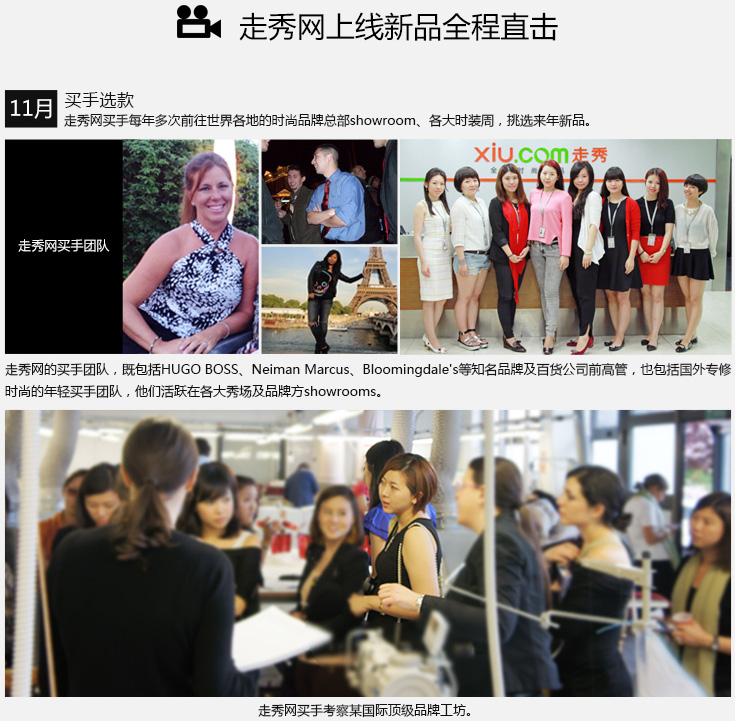 走秀网上线新品全程直击
11月
买手选款
走秀网买手每年多次前往世界各地的时尚品牌总部showroom、各大时装周，挑选来年新品。
走秀网买手团队
xiu.com走秀
走秀网的买手团队，既包括HUGO BOSS、Neiman Marcus、Bloomingdale's等知名品牌及百货公司前高管，也包括国外专修
时尚的年轻买手团队，他们活跃在各大秀场及品牌方showrooms。
走秀网买手考察某国际顶级品牌工坊。